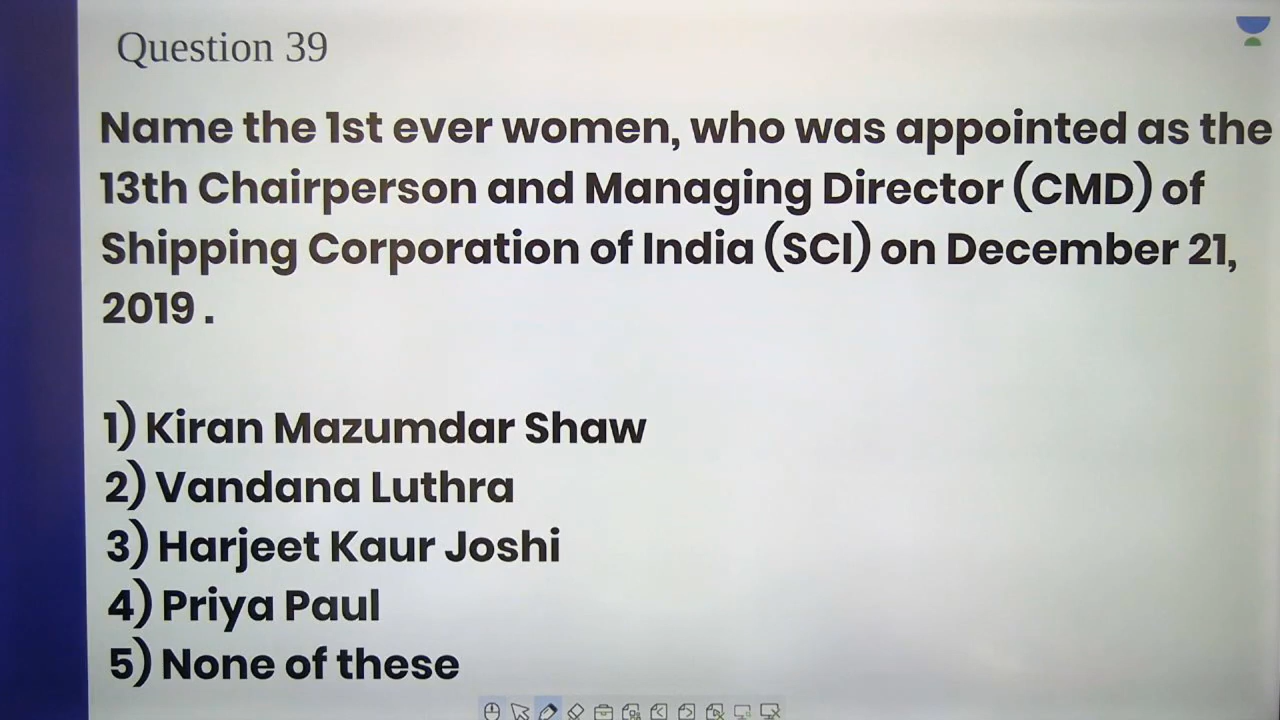 Question 39
Name the 1st ever women, who was appointed as the
13th Chairperson and Managing Director (CMD) of
Shipping Corporation of India (SCI) on December 21,
2019 .
1) Kiran Mazumdar Shaw
2) Vandana Luthra
3) Harjeet Kaur Joshi
4) Priya Paul
5) None of these